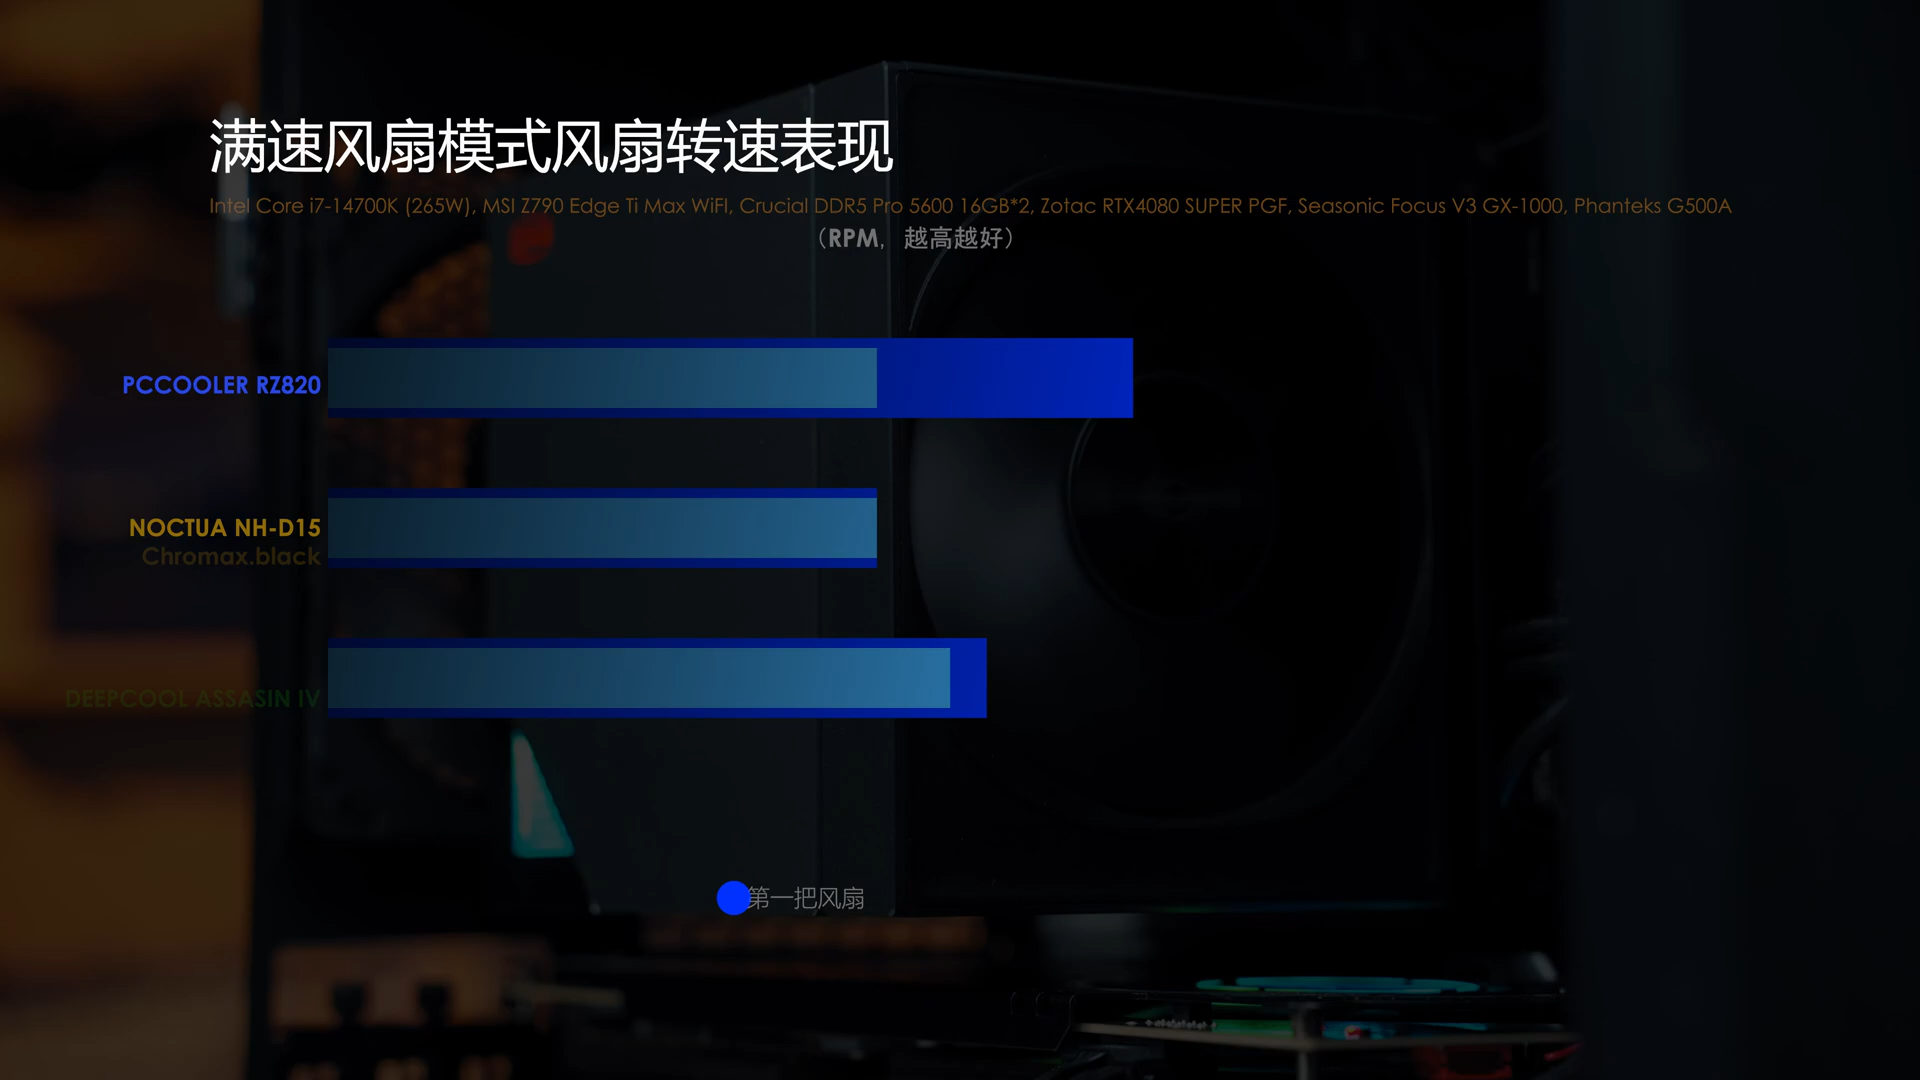 满速风扇模式风扇转速表现
Intel Core i7-14700K (265W), MSI Z790 Edge Ti Max WiFI, Crucial DDR5 Pro 5600 16GB*2, Zotac RTX4080 SUPER PGF, Seasonic Focus V3 GX-1000, Phanteks G500A
（RPM，越高越好）
PCCOOLER RZ820
NOCTUA NH-D15
Chromax.black
DEEPCOOL ASSASIN IV
第一把风扇